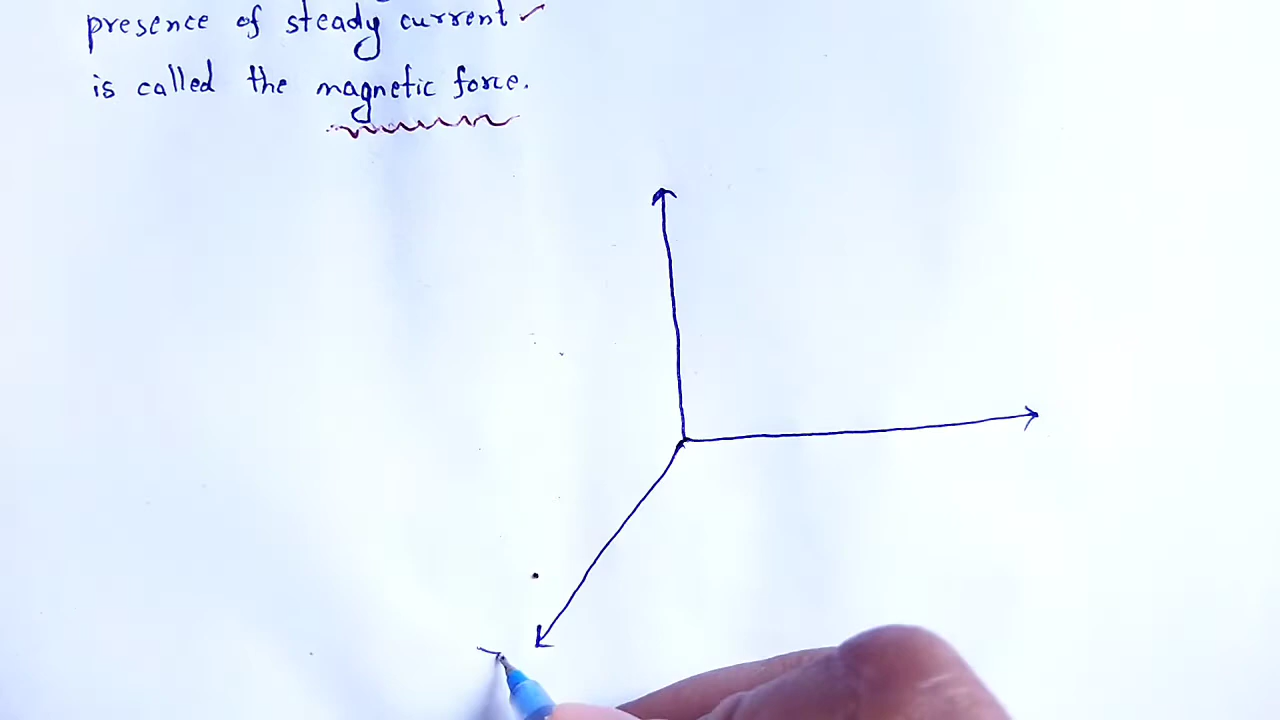 presence of steady current
is called the magnetic force.